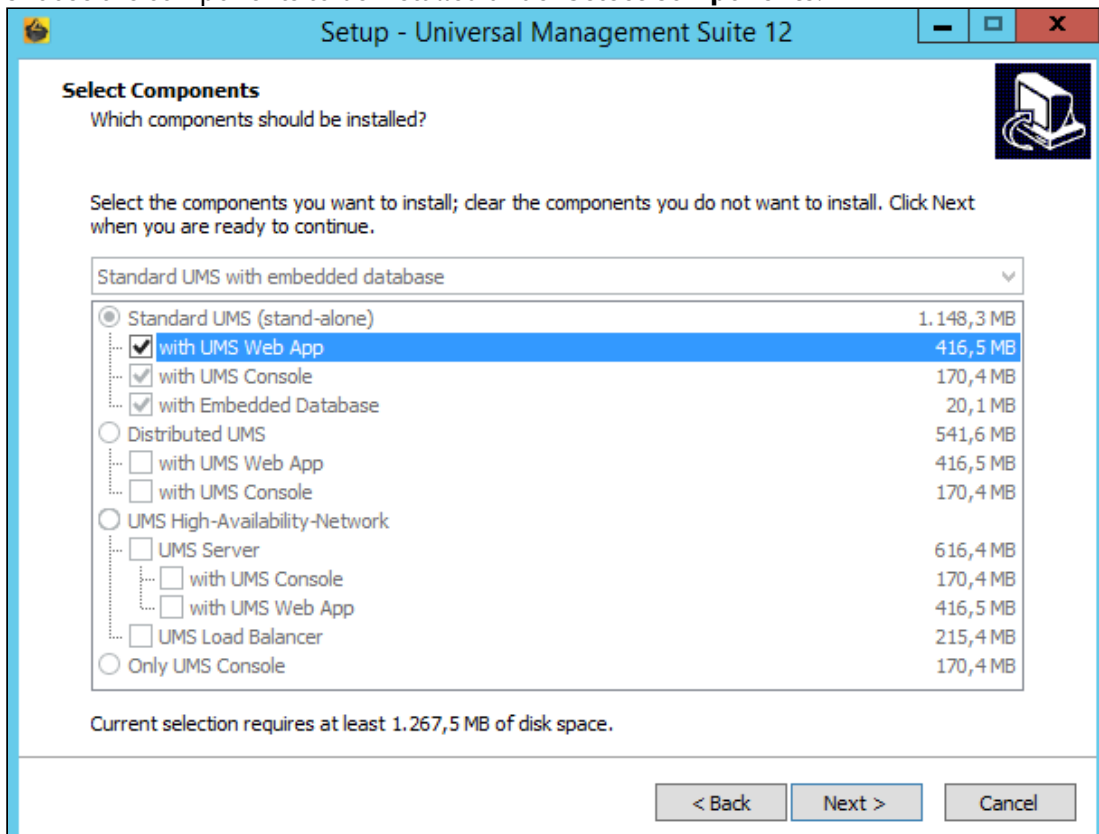 Setup - Universal Management Suite 12
Select Components
Which components should be installed?
Select the components you want to install; clear the components you do not want to install. Click Next
when you are ready to continue.
Standard UMS with embedded database
Standard UMS (stand-alone) 1.148,3 MB
with UMS Web App 416,5 MB
with UMS Console 170,4 MB
with Embedded Database 20,1 MB
Distributed UMS 541,6 MB
with UMS Web App 416,5 MB
with UMS Console 170,4 MB
UMS High-Availability-Network
UMS Server 616,4 MB
with UMS Console 170,4 MB
with UMS Web App 416,5 MB
UMS Load Balancer 215,4 MB
Only UMS Console 170,4 MB
Current selection requires at least 1.267,5 MB of disk space.
< Back Next > Cancel